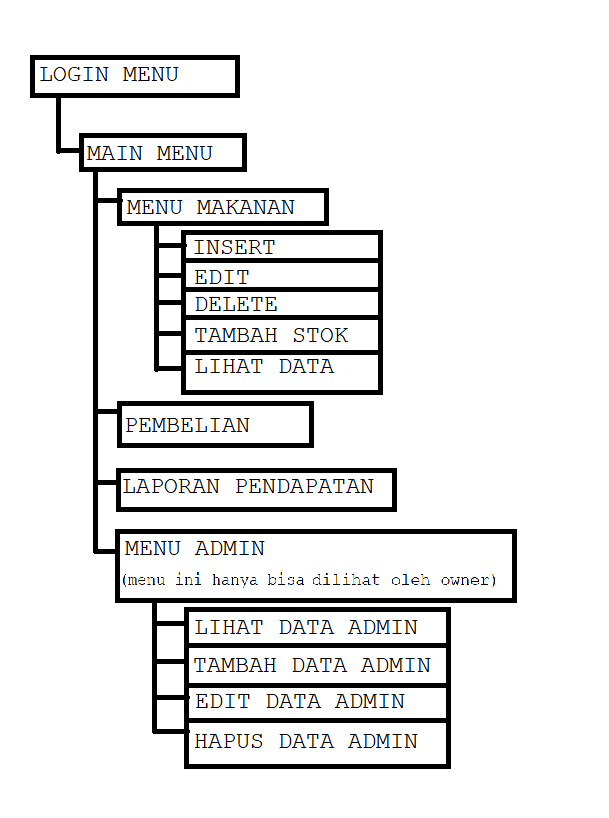 LOGIN MENU
MAIN MENU
MENU MAKANAN
INSERT
EDIT
DELETE
TAMBAH STOK
LIHAT DATA
PEMBELIAN
LAPORAN PENDAPATAN
MENU ADMIN
(menu ini hanya bisa dilihat oleh owner)
LIHAT DATA ADMIN
TAMBAH DATA ADMIN
EDIT DATA ADMIN
HAPUS DATA ADMIN